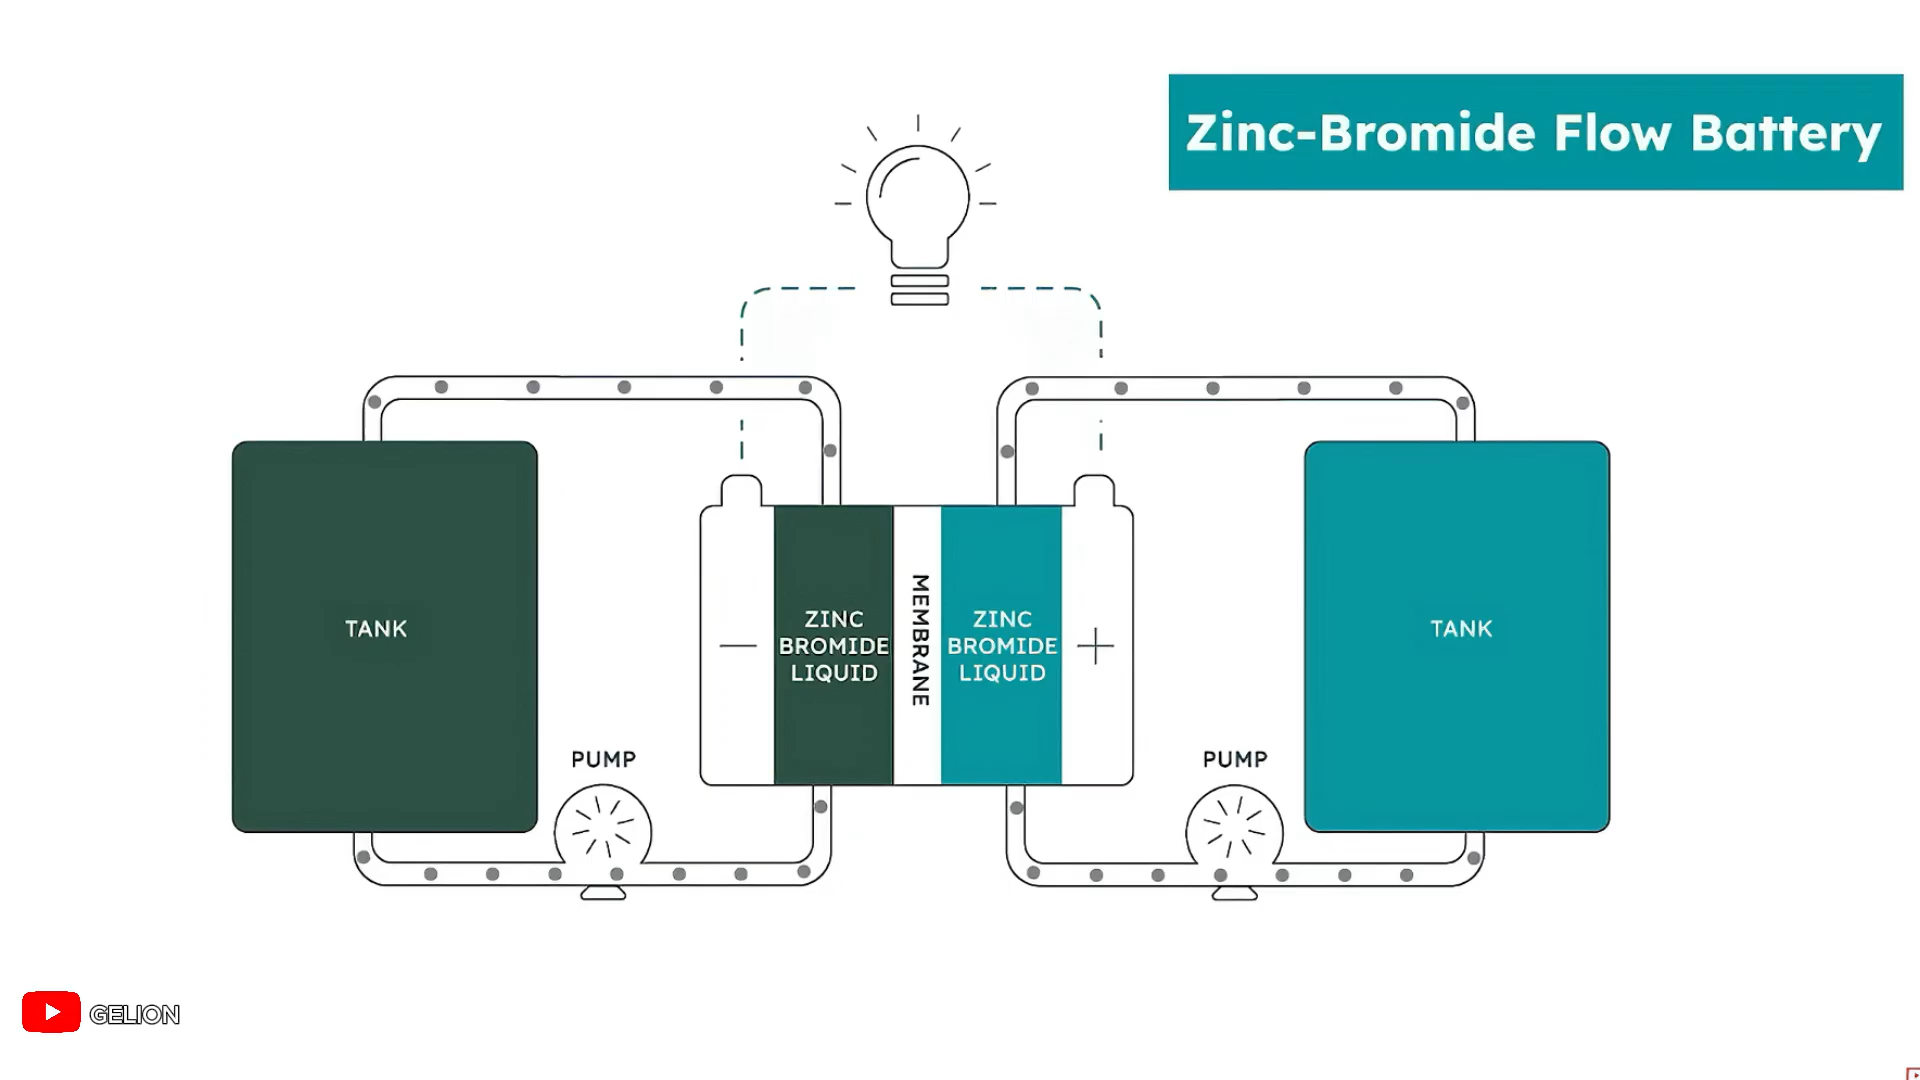 Zinc-Bromide Flow Battery
TANK
ZINC
BROMIDE
LIQUID
MEMBRANE
ZINC
BROMIDE
LIQUID
TANK
PUMP
PUMP
GELION